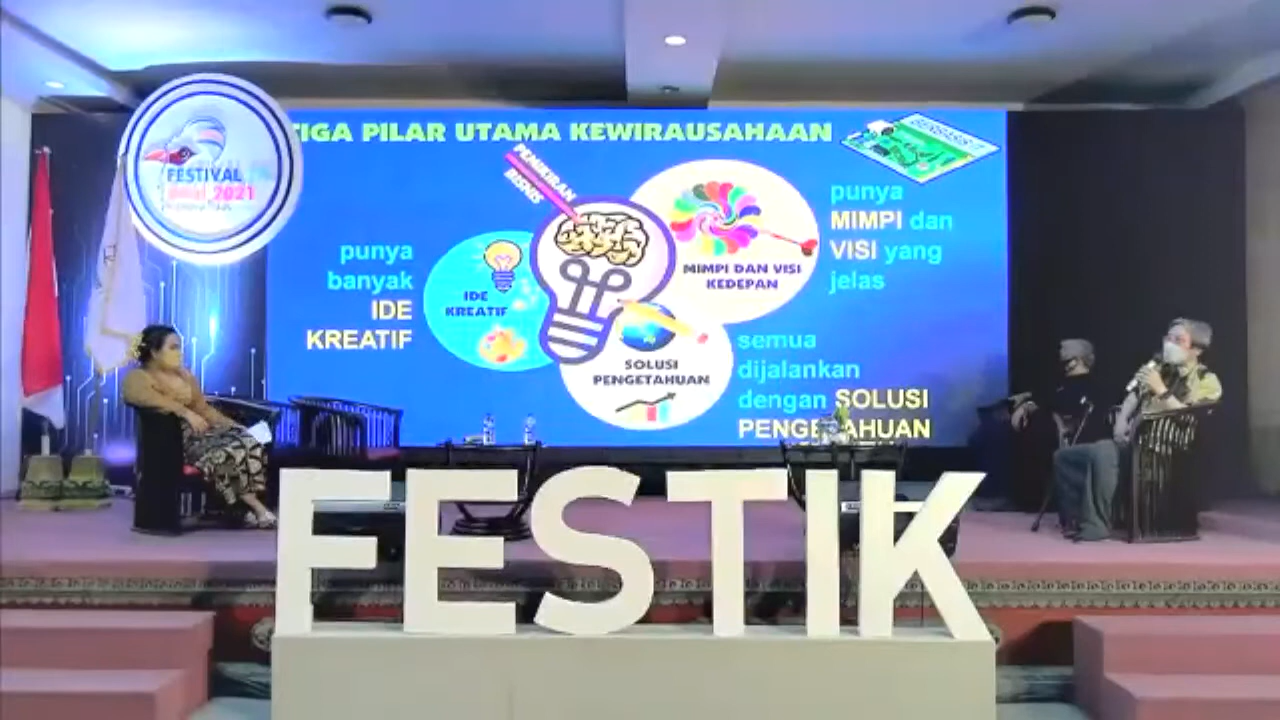 TIGA PILAR UTAMA KEWIRAUSAHAAN
FESTIVAL
2021
PEMIKIRAN
BISNIS
punya
banyak
IDE
KREATIF
IDE
KREATIF
MIMPI DAN VISI
KEDEPAN
punya
MIMPI dan
VISI yang
jelas
SOLUSI
PENGETAHUAN
semua
dijalankan
dengan SOLUSI
PENGETAHUAN
FESTIK